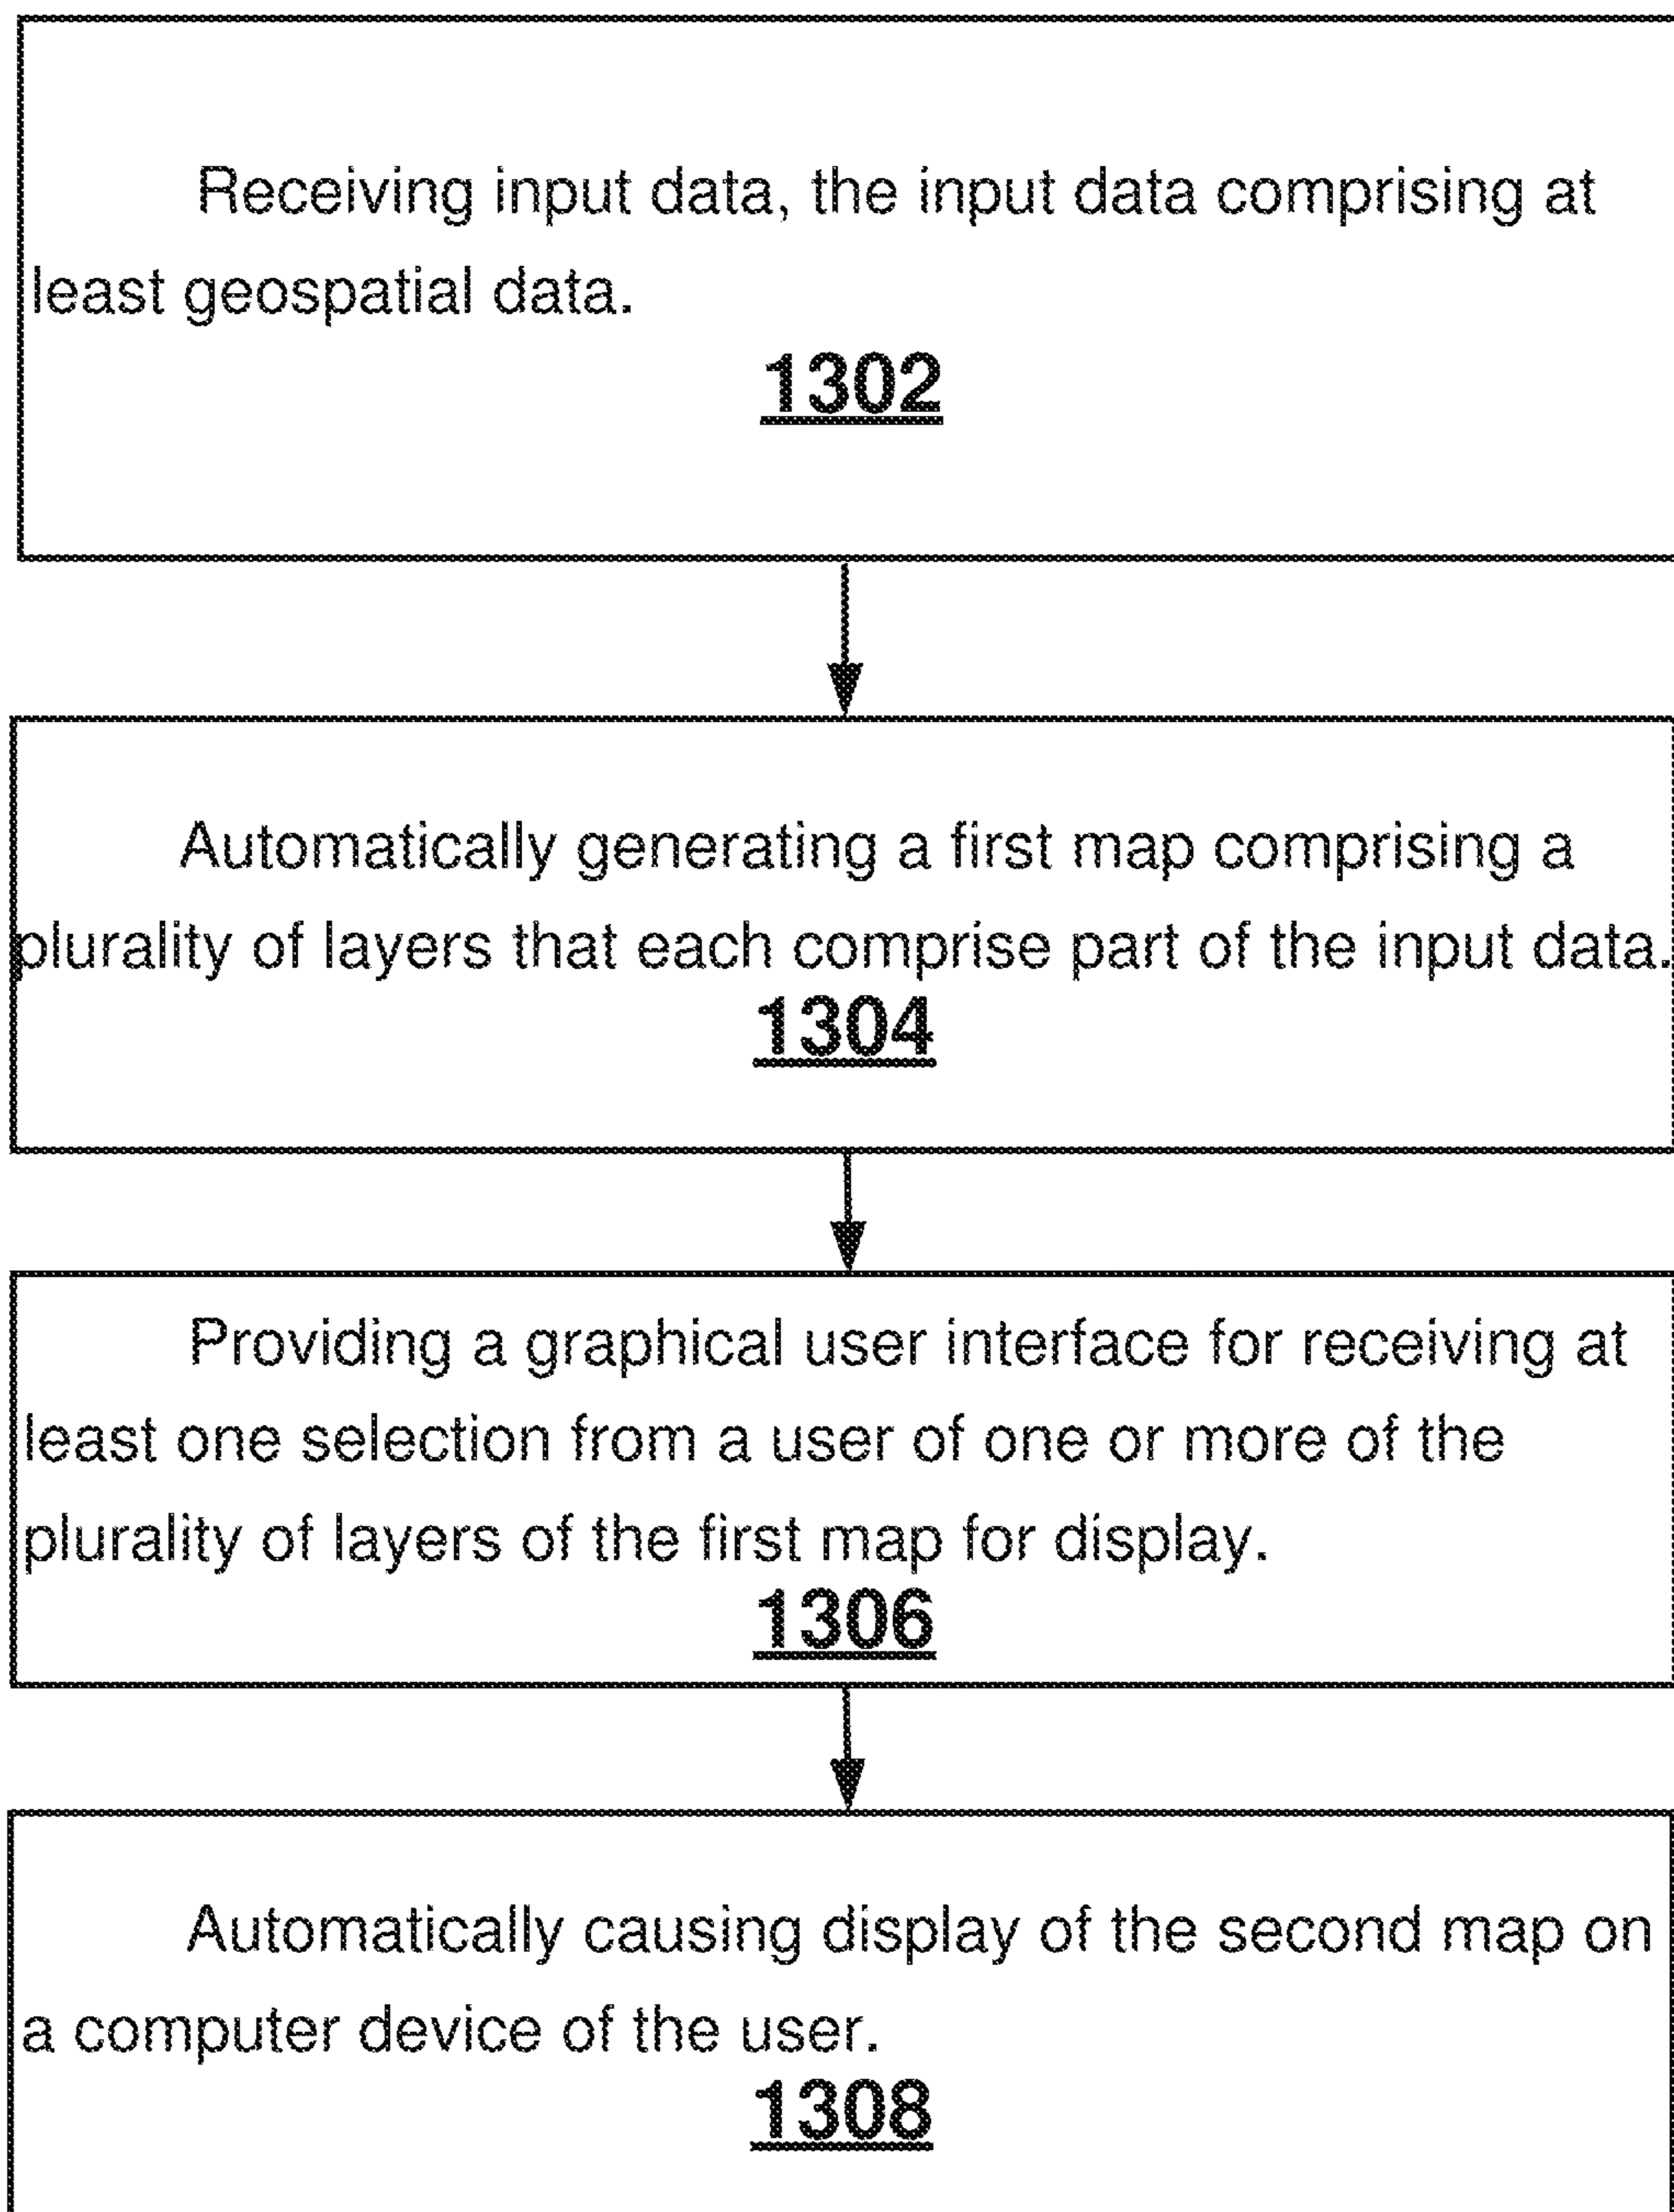 Receiving input data, the input data comprising at
least geospatial data.
1302
Automatically generating a first map comprising a
plurality of layers that each comprise part of the input data.
1304
Providing a graphical user interface for receiving at
least one selection from a user of one or more of the
plurality of layers of the first map for display.
1306
Automatically causing display of the second map on
a computer device of the user.
1308